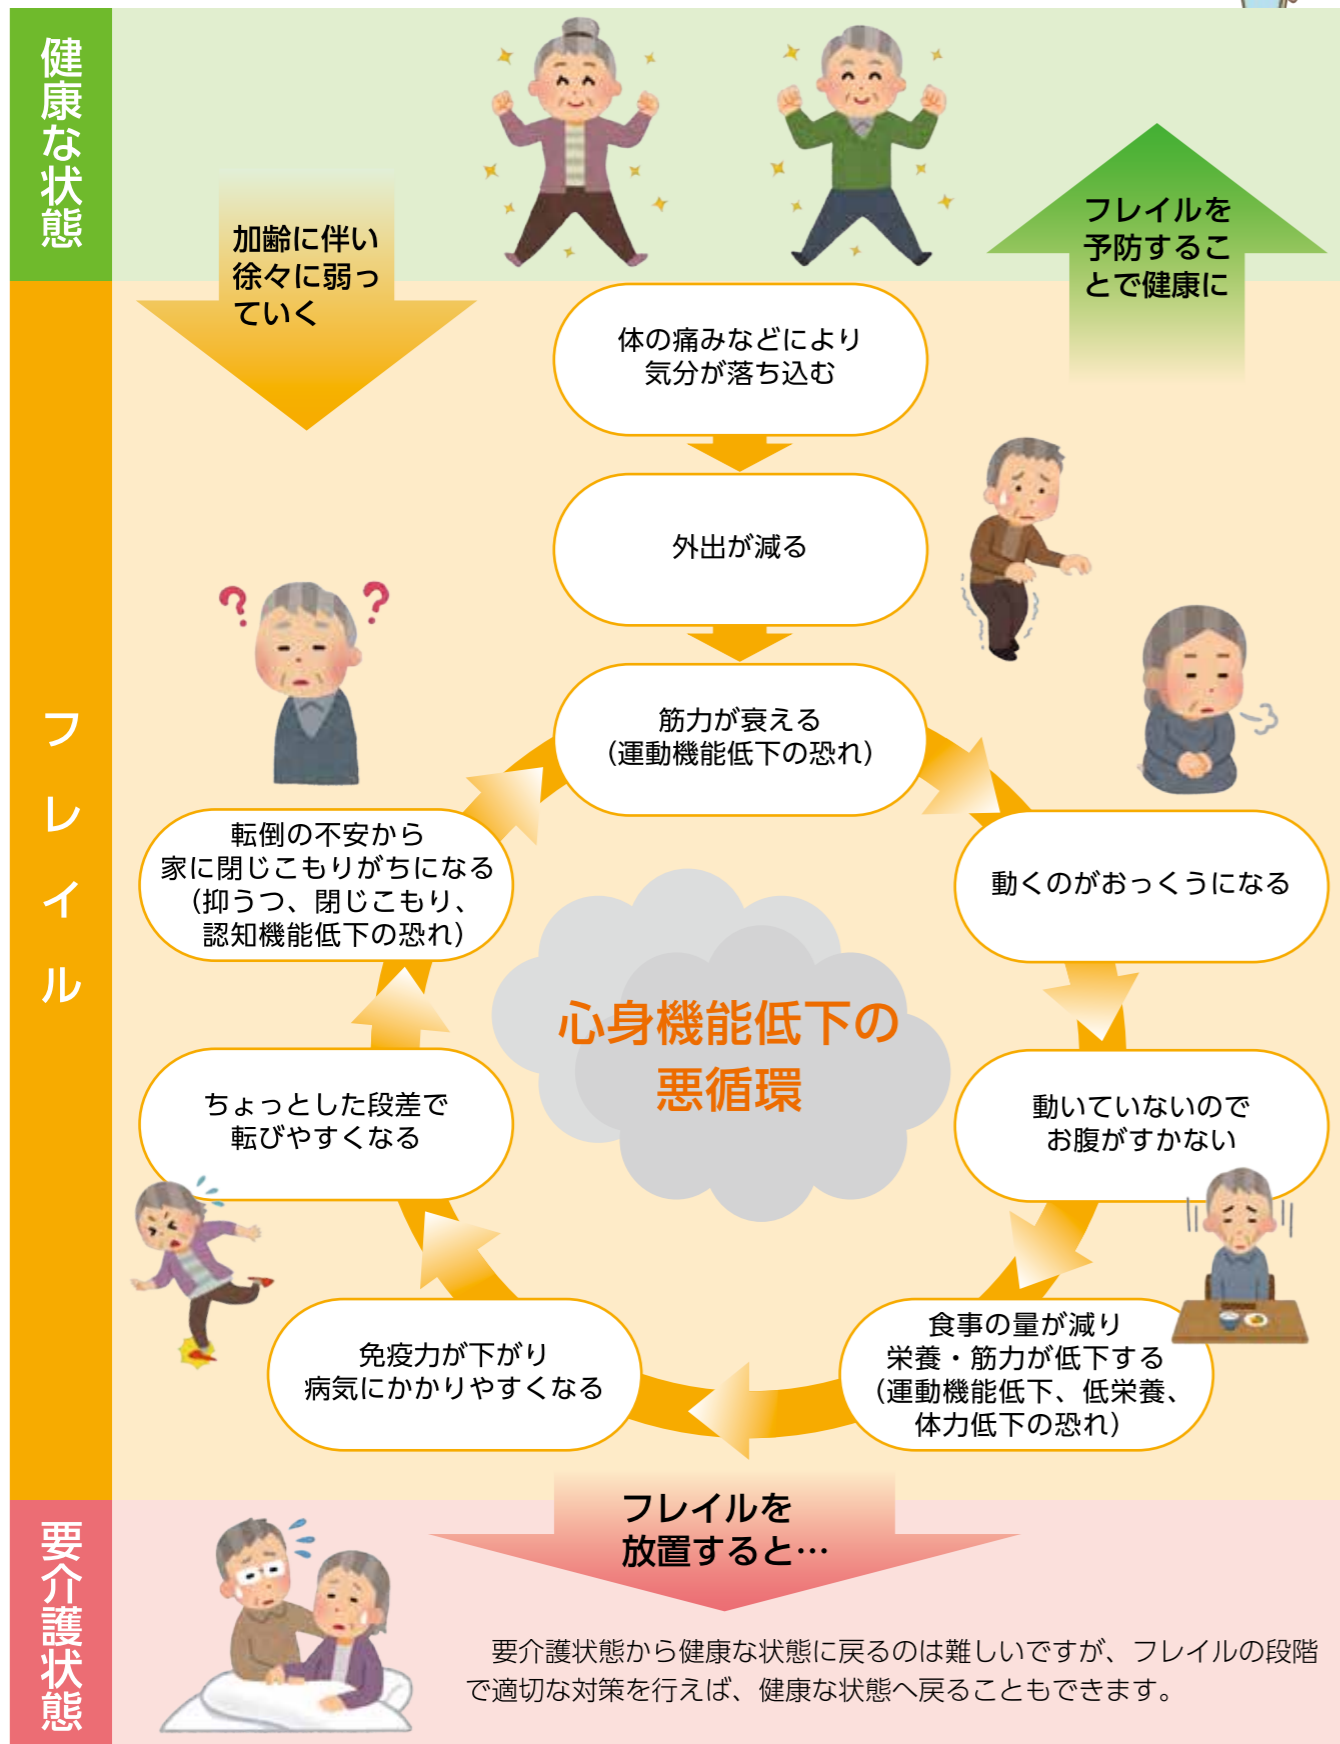 健康な状態
加齢に伴い
徐々に弱っ
ていく
フレイルを
予防するこ
とで健康に
フレイル
体の痛みなどにより
気分が落ち込む
外出が減る
筋力が衰える
（運動機能低下の恐れ）
動くのがおっくうになる
動いていないので
お腹がすかない
食事の量が減り
栄養・筋力が低下する
（運動機能低下、低栄養、
体力低下の恐れ）
免疫力が下がり
病気にかかりやすくなる
ちょっとした段差で
転びやすくなる
転倒の不安から
家に閉じこもりがちになる
（抑うつ、閉じこもり、
認知機能低下の恐れ）
心身機能低下の
悪循環
フレイルを
放置すると…
要介護状態
要介護状態から健康な状態に戻るのは難しいですが、フレイルの段階
で適切な対策を行えば、健康な状態へ戻ることもできます。